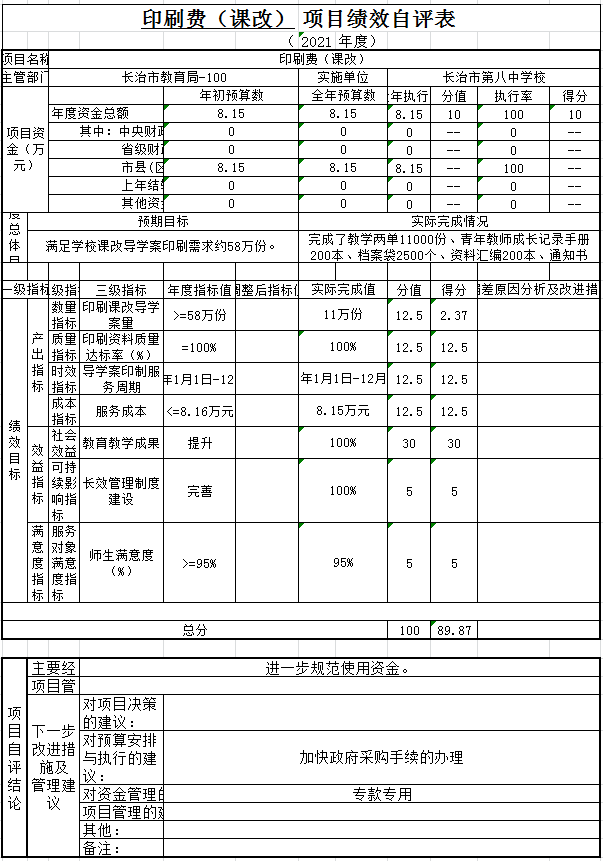 印刷费（课改） 项目绩效自评表
（ 2021 年度）
项目名称 印刷费（课改）
主管部门 长治市教育局-100 实施单位 长治市第八中学校
项目资金（万元） 年初预算数 全年预算数 年执行 分值 执行率 得分
年度资金总额 8.15 8.15 8.15 10 100 10
其中：中央财政 0 0 0 -- 0 --
省级财政 0 0 0 -- 0 --
市县(区 8.15 8.15 8.15 -- 100 --
上年结转 0 0 0 -- 0 --
其他资金 0 0 0 -- 0 --
度总体目 预期目标 实际完成情况
满足学校课改导学案印刷需求约58万份。 完成了教学两单11000份、青年教师成长记录手册
200本、档案袋2500个、资料汇编200本、通知书
一级指标 级指标 三级指标 年度指标值 调整后指标值 实际完成值 分值 得分 偏差原因分析及改进措
绩效目标
产出指标
数量指标 印刷课改导学案量 >=58万份 11万份 12.5 2.37
质量指标 印刷资料质量达标率（%） =100% 100% 12.5 12.5
时效指标 导学案印制服务周期 年1月1日-12 年1月1日-12月 12.5 12.5
成本指标 服务成本 <=8.16万元 8.15万元 12.5 12.5
效益指标
社会效益 教育教学成果 提升 100% 30 30
可持续影响指标 长效管理制度建设 完善 100% 5 5
满意度指标 服务对象满意度指标 师生满意度（%） >=95% 95% 5 5
总分 100 89.87
项目自评结论
主要经 进一步规范使用资金。
项目管
下一步改进措施及管理建议
对项目决策的建议：
对预算安排与执行的建议： 加快政府采购手续的办理
对资金管理的 专款专用
项目管理的建
其他：
备注：